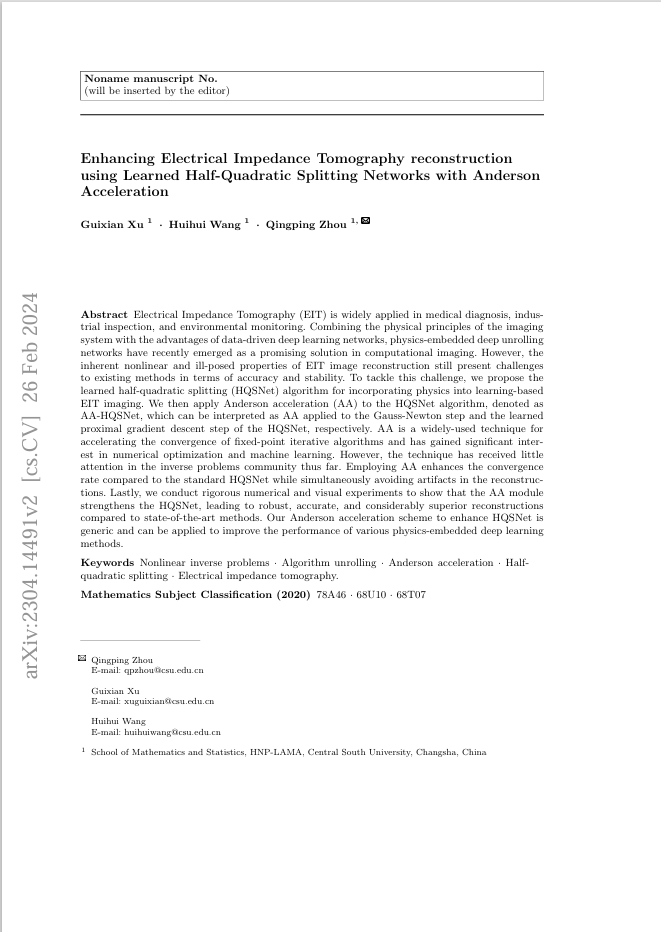 Noname manuscript No.
(will be inserted by the editor)
Enhancing Electrical Impedance Tomography reconstruction
using Learned Half-Quadratic Splitting Networks with Anderson
Acceleration
Guixian Xu 1 · Huihui Wang 1 · Qingping Zhou 1, ✉
arXiv:2304.14491v2 [cs.CV] 26 Feb 2024
Abstract Electrical Impedance Tomography (EIT) is widely applied in medical diagnosis, indus-
trial inspection, and environmental monitoring. Combining the physical principles of the imaging
system with the advantages of data-driven deep learning networks, physics-embedded deep unrolling
networks have recently emerged as a promising solution in computational imaging. However, the
inherent nonlinear and ill-posed properties of EIT image reconstruction still present challenges
to existing methods in terms of accuracy and stability. To tackle this challenge, we propose the
learned half-quadratic splitting (HQSNet) algorithm for incorporating physics into learning-based
EIT imaging. We then apply Anderson acceleration (AA) to the HQSNet algorithm, denoted as
AA-HQSNet, which can be interpreted as AA applied to the Gauss-Newton step and the learned
proximal gradient descent step of the HQSNet, respectively. AA is a widely-used technique for
accelerating the convergence of fixed-point iterative algorithms and has gained significant inter-
est in numerical optimization and machine learning. However, the technique has received little
attention in the inverse problems community thus far. Employing AA enhances the convergence
rate compared to the standard HQSNet while simultaneously avoiding artifacts in the reconstruc-
tions. Lastly, we conduct rigorous numerical and visual experiments to show that the AA module
strengthens the HQSNet, leading to robust, accurate, and considerably superior reconstructions
compared to state-of-the-art methods. Our Anderson acceleration scheme to enhance HQSNet is
generic and can be applied to improve the performance of various physics-embedded deep learning
methods.
Keywords Nonlinear inverse problems · Algorithm unrolling · Anderson acceleration · Half-
quadratic splitting · Electrical impedance tomography.
Mathematics Subject Classification (2020) 78A46 · 68U10 · 68T07
✉ Qingping Zhou
E-mail: qpzhou@csu.edu.cn
Guixian Xu
E-mail: xuguixian@csu.edu.cn
Huihui Wang
E-mail: huihuiwang@csu.edu.cn
1 School of Mathematics and Statistics, HNP-LAMA, Central South University, Changsha, China